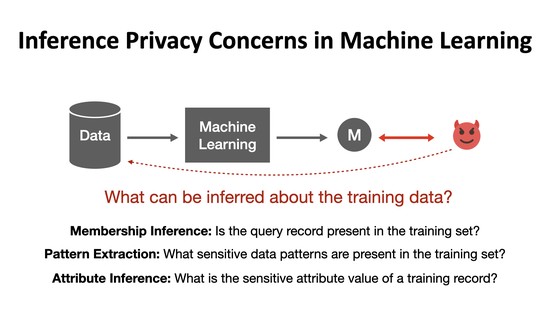 Inference Privacy Concerns in Machine Learning
Data
Machine
Learning
M
What can be inferred about the training data?
Membership Inference: Is the query record present in the training set?
Pattern Extraction: What sensitive data patterns are present in the training set?
Attribute Inference: What is the sensitive attribute value of a training record?